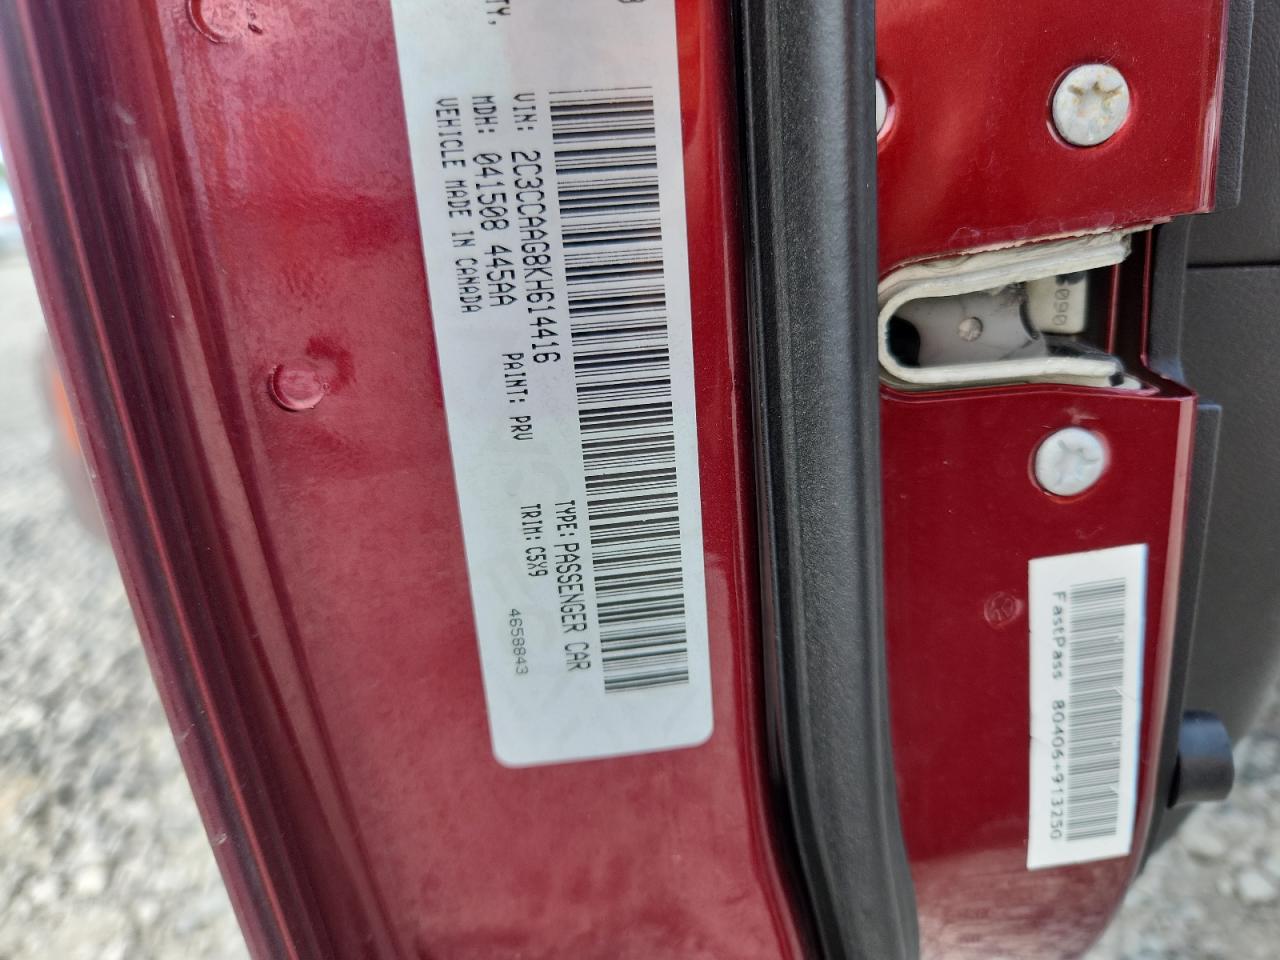 TY,
VIN: 2C3CCAAG8KH614416
TYPE: PASSENGER CAR
MDH: 041508 445AA
PAINT: PRV
TRIM: C5X9
VEHICLE MADE IN CANADA
4658843
FastPass 80406+913250
060